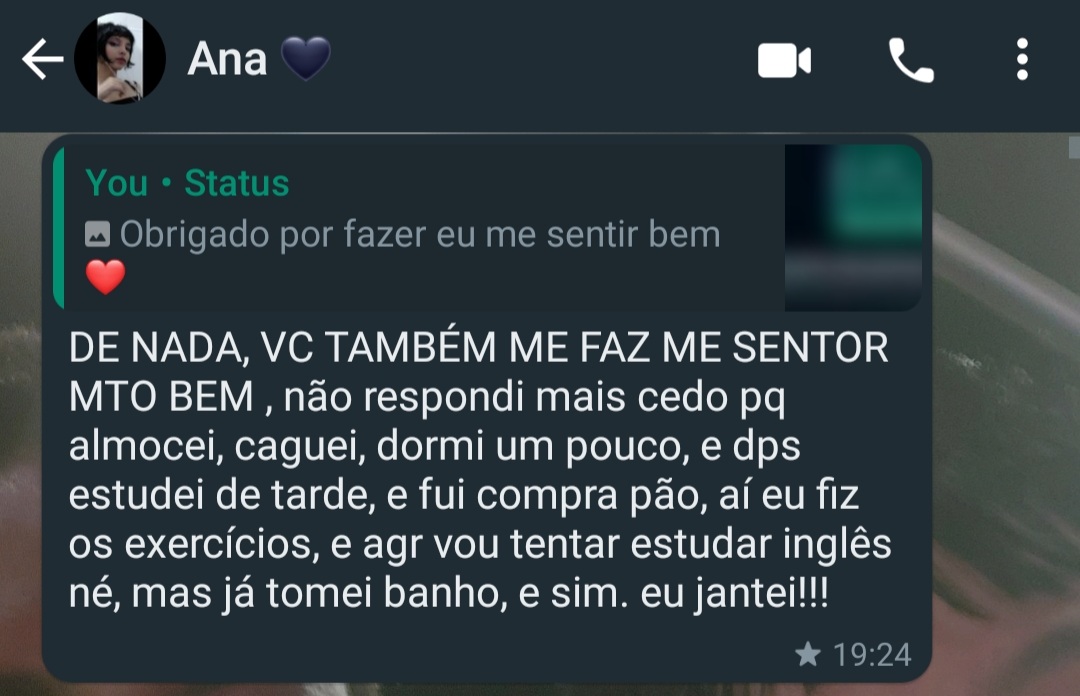 Ana 🖤
You • Status
Obrigado por fazer eu me sentir bem
❤️
DE NADA, VC TAMBÉM ME FAZ ME SENTOR
MTO BEM , não respondi mais cedo pq
almocei, caguei, dormi um pouco, e dps
estudei de tarde, e fui compra pão, aí eu fiz
os exercícios, e agr vou tentar estudar inglês
né, mas já tomei banho, e sim. eu jantei!!!
19:24